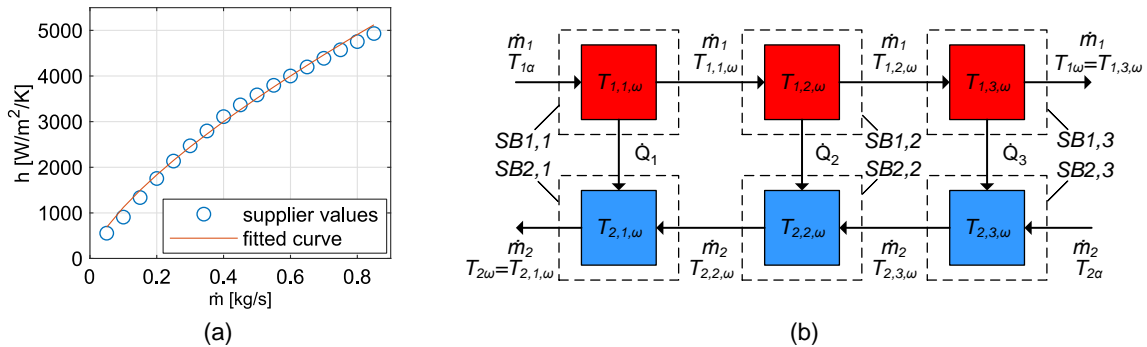 5000
4000
3000
2000
1000
0
0
0.2
0.4
0.6
0.8
h [W/m²/K]
ṁ [kg/s]
supplier values
fitted curve
(a)
ṁ₁ ṁ₁ ṁ₁ ṁ₁
T₁α T₁,₁,ω T₁,₂,ω T₁ω=T₁,₃,ω
T₁,₁,ω T₁,₂,ω T₁,₃,ω
SB1,1 Q̇₁ Q̇₂ SB1,2 Q̇₃ SB1,3
SB2,1 SB2,2 SB2,3
T₂,₁,ω T₂,₂,ω T₂,₃,ω
ṁ₂ ṁ₂ ṁ₂ ṁ₂
T₂ω=T₂,₁,ω T₂,₂,ω T₂,₃,ω T₂α
(b)